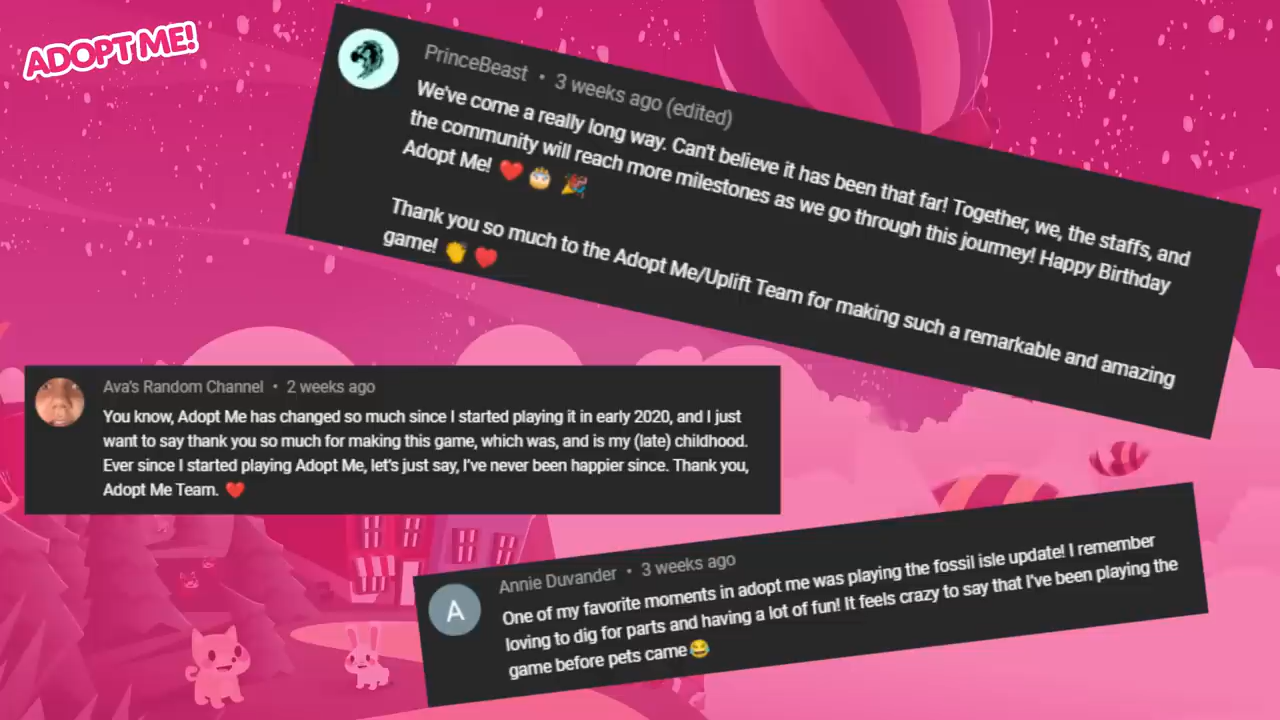 ADOPT ME!
PrinceBeast • 3 weeks ago (edited)
We've come a really long way. Can't believe it has been that far! Together, we, the staffs, and
the community will reach more milestones as we go through this jourmey! Happy Birthday
Adopt Me! ❤️ 🎂 🎉
Thank you so much to the Adopt Me/Uplift Team for making such a remarkable and amazing
game! 👏 ❤️
Ava's Random Channel • 2 weeks ago
You know, Adopt Me has changed so much since I started playing it in early 2020, and I just
want to say thank you so much for making this game, which was, and is my (late) childhood.
Ever since I started playing Adopt Me, let's just say, I've never been happier since. Thank you,
Adopt Me Team. ❤️
A
Annie Duvander • 3 weeks ago
One of my favorite moments in adopt me was playing the fossil isle update! I remember
loving to dig for parts and having a lot of fun! It feels crazy to say that I've been playing the
game before pets came😂